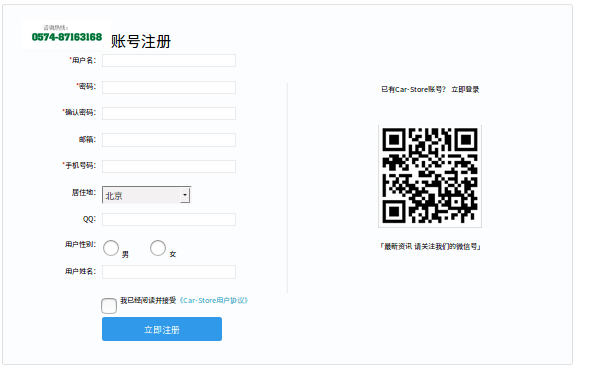 咨询热线：
0574-87163168
账号注册
*用户名：
*密码：
*确认密码：
邮箱：
*手机号码：
居住地：
北京
QQ：
用户性别：
男
女
用户姓名：
我已经阅读并接受《Car-Store用户协议》
立即注册
已有Car-Store账号？ 立即登录
「最新资讯 请关注我们的微信号」